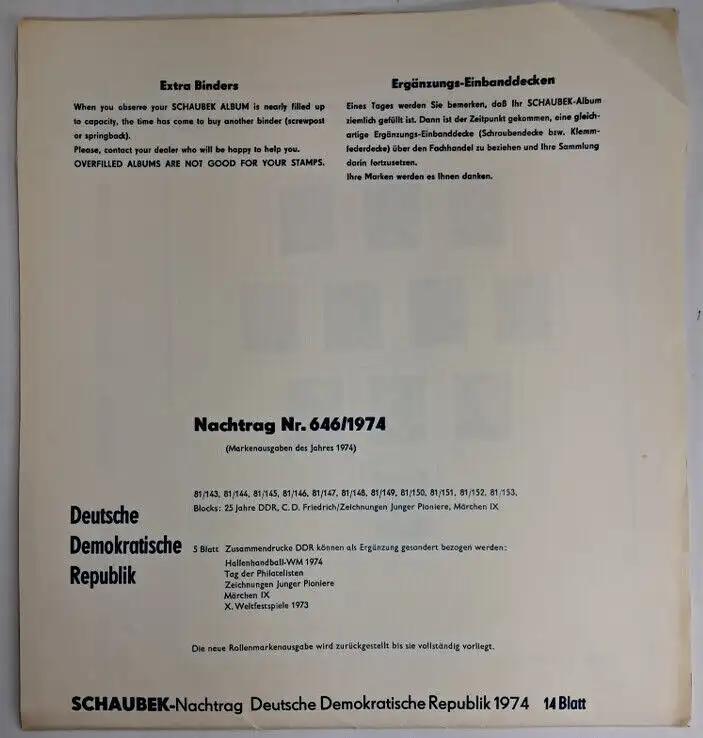 Extra Binders
When you observe your SCHAUBEK ALBUM is nearly filled up
to capacity, the time has come to buy another binder (screwpost
or springback).
Please, contact your dealer who will be happy to help you.
OVERFILLED ALBUMS ARE NOT GOOD FOR YOUR STAMPS.
Ergänzungs-Einbanddecken
Eines Tages werden Sie bemerken, daß Ihr SCHAUBEK-Album
ziemlich gefüllt ist. Dann ist der Zeitpunkt gekommen, eine gleich-
artige Ergänzungs-Einbanddecke (Schraubendecke bzw. Klemm-
federdecke) über den Fachhandel zu beziehen und Ihre Sammlung
darin fortzusetzen.
Ihre Marken werden es Ihnen danken.
Nachtrag Nr. 646/1974
(Markenausgaben des Jahres 1974)
81/143, 81/144, 81/145, 81/146, 81/147, 81/148, 81/149, 81/150, 81/151, 81/152, 81/153,
Blocks: 25 Jahre DDR, C. D. Friedrich/Zeichnungen Junger Pioniere, Märchen IX
Deutsche
Demokratische
Republik
5 Blatt Zusammendrucke DDR können als Ergänzung gesondert bezogen werden:
Hallenhandball-WM 1974
Tag der Philatelisten
Zeichnungen Junger Pioniere
Märchen IX
X. Weltfestspiele 1973
Die neue Rollenmarkenausgabe wird zurückgestellt bis sie vollständig vorliegt.
SCHAUBEK-Nachtrag Deutsche Demokratische Republik 1974 14 Blatt